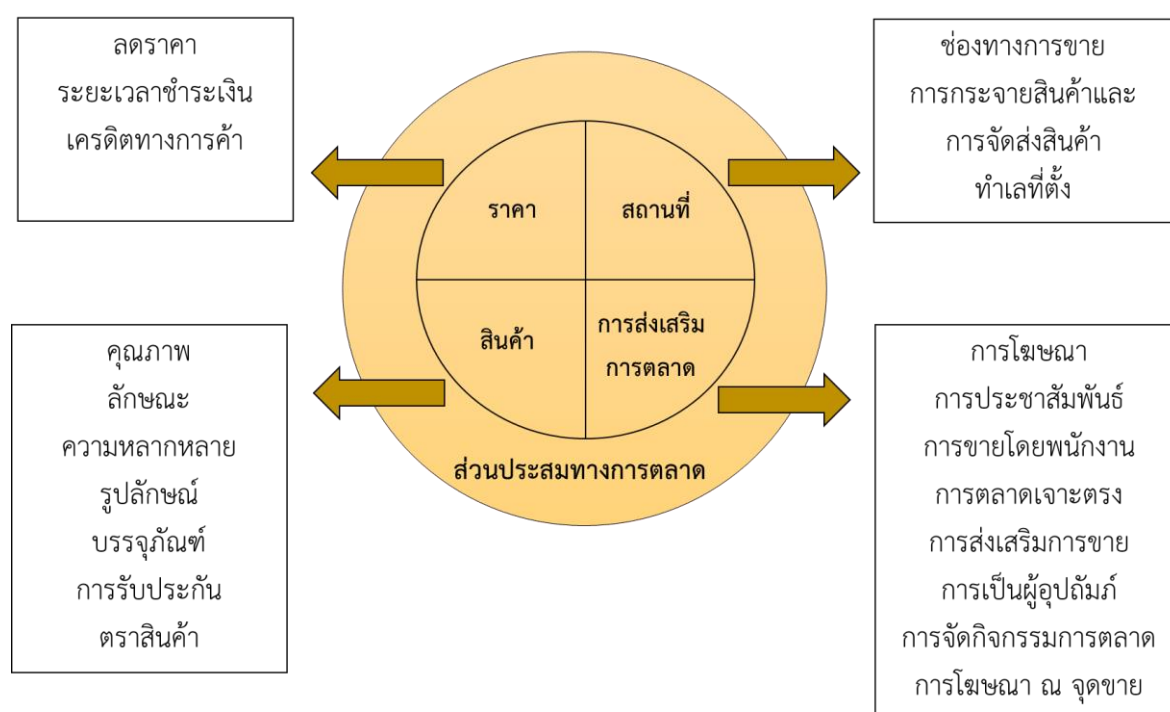 ลดราคา
ระยะเวลาชำระเงิน
เครดิตทางการค้า
ช่องทางการขาย
การกระจายสินค้าและ
การจัดส่งสินค้า
ทำเลที่ตั้ง
ราคา
สถานที่
สินค้า
การส่งเสริม
การตลาด
ส่วนประสมทางการตลาด
คุณภาพ
ลักษณะ
ความหลากหลาย
รูปลักษณ์
บรรจุภัณฑ์
การรับประกัน
ตราสินค้า
การโฆษณา
การประชาสัมพันธ์
การขายโดยพนักงาน
การตลาดเจาะตรง
การส่งเสริมการขาย
การเป็นผู้อุปถัมภ์
การจัดกิจกรรมการตลาด
การโฆษณา ณ จุดขาย